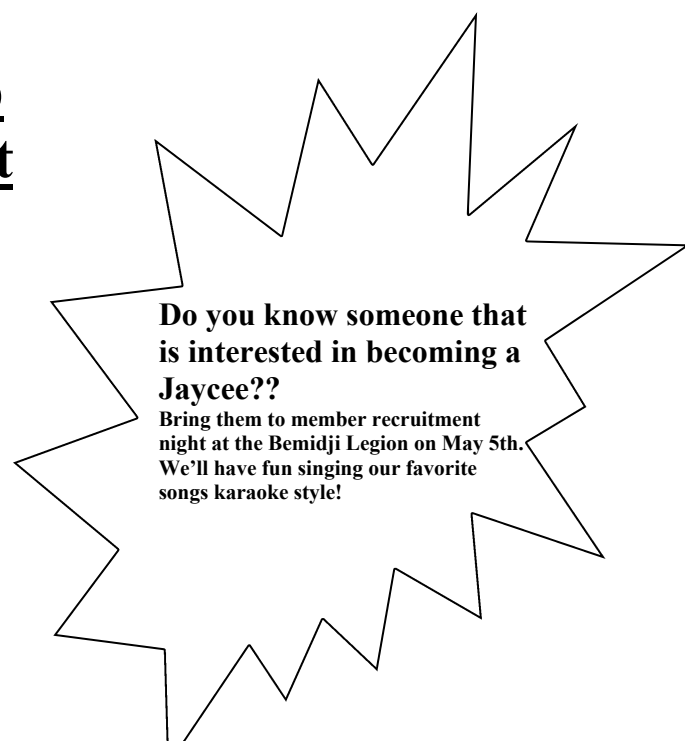 Do you know someone that
is interested in becoming a
Jaycee??
Bring them to member recruitment
night at the Bemidji Legion on May 5th.
We'll have fun singing our favorite
songs karaoke style!